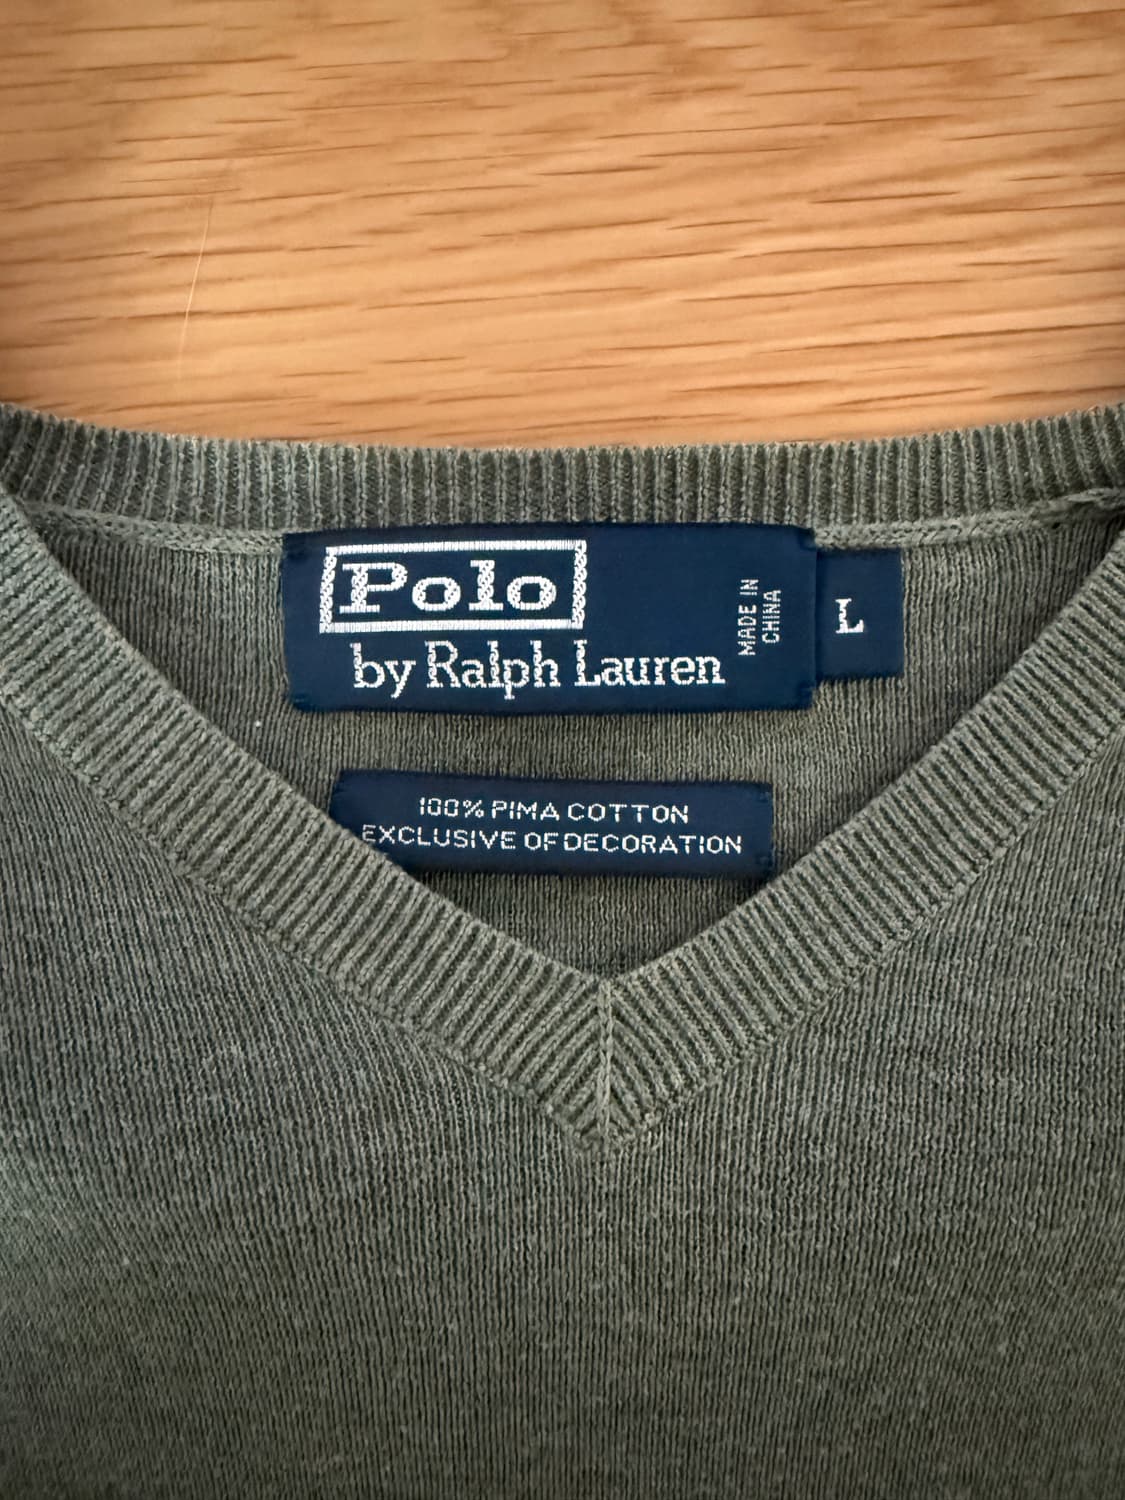 Polo
by Ralph Lauren
MADE IN
CHINA
L
100% PIMA COTTON
EXCLUSIVE OF DECORATION